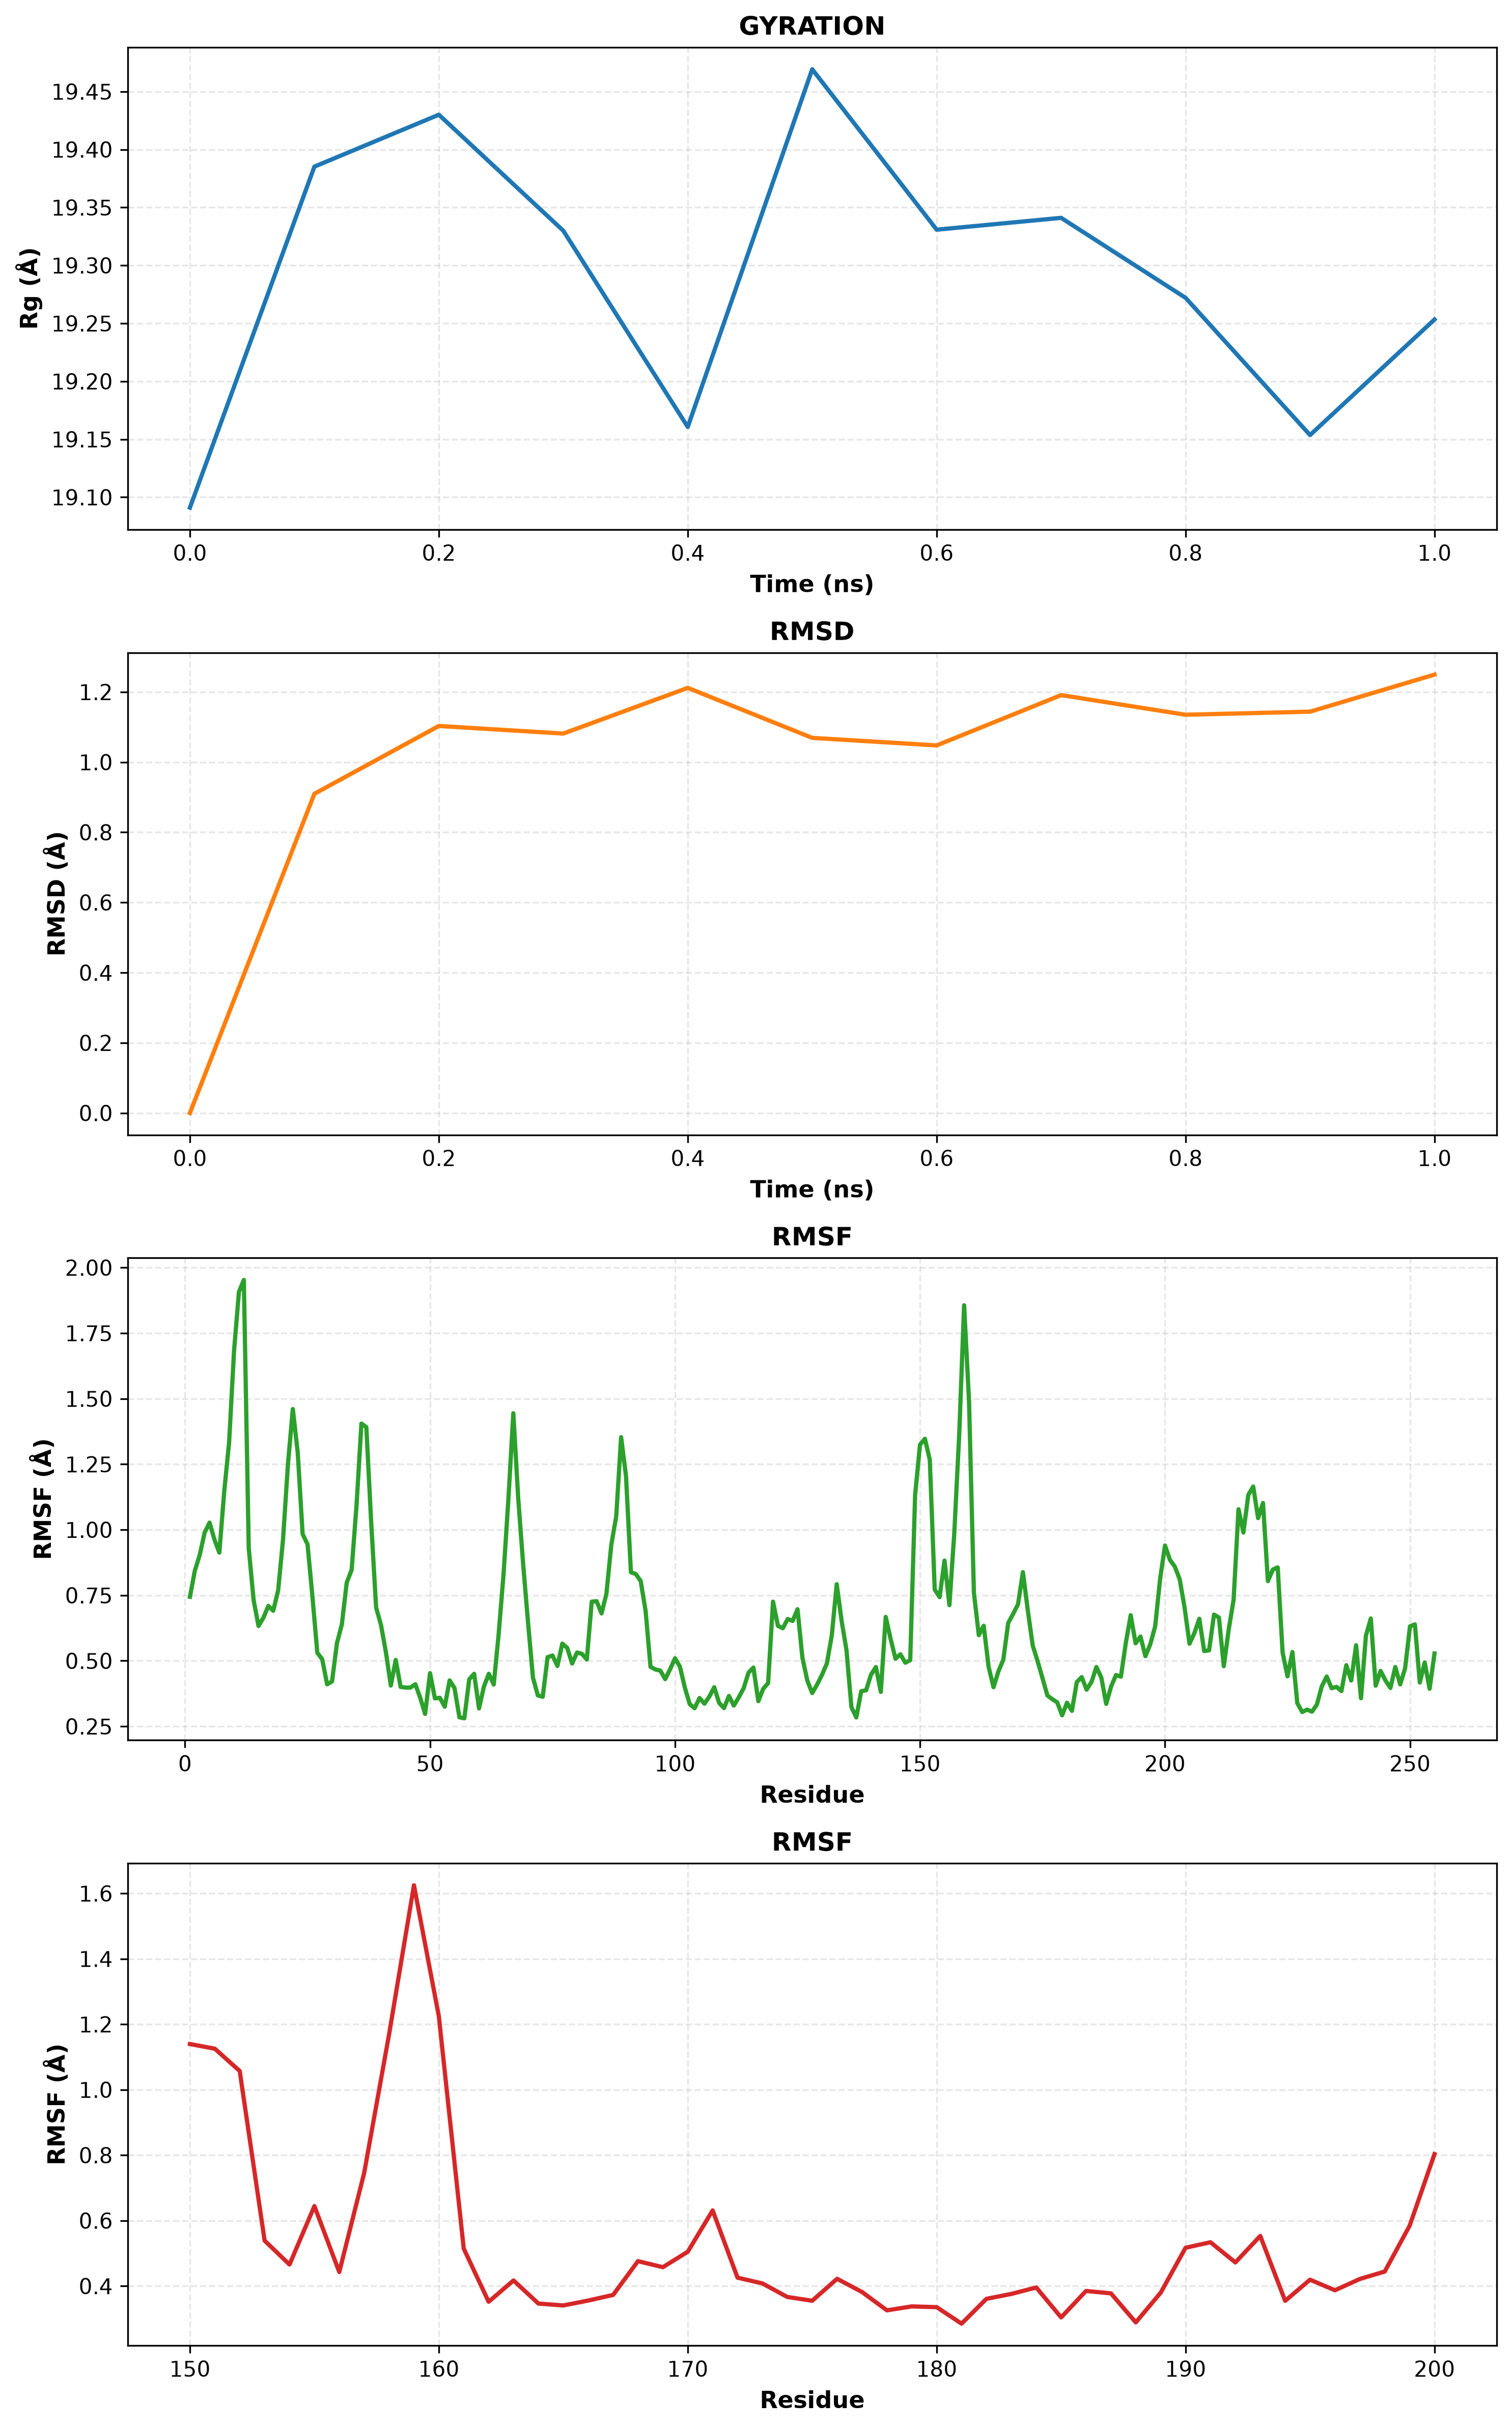 GYRATION
Rg (Å)
19.45
19.40
19.35
19.30
19.25
19.20
19.15
19.10
0.0 0.2 0.4 0.6 0.8 1.0
Time (ns)
RMSD
RMSD (Å)
1.2
1.0
0.8
0.6
0.4
0.2
0.0
0.0 0.2 0.4 0.6 0.8 1.0
Time (ns)
RMSF
RMSF (Å)
2.00
1.75
1.50
1.25
1.00
0.75
0.50
0.25
0 50 100 150 200 250
Residue
RMSF
RMSF (Å)
1.6
1.4
1.2
1.0
0.8
0.6
0.4
150 160 170 180 190 200
Residue